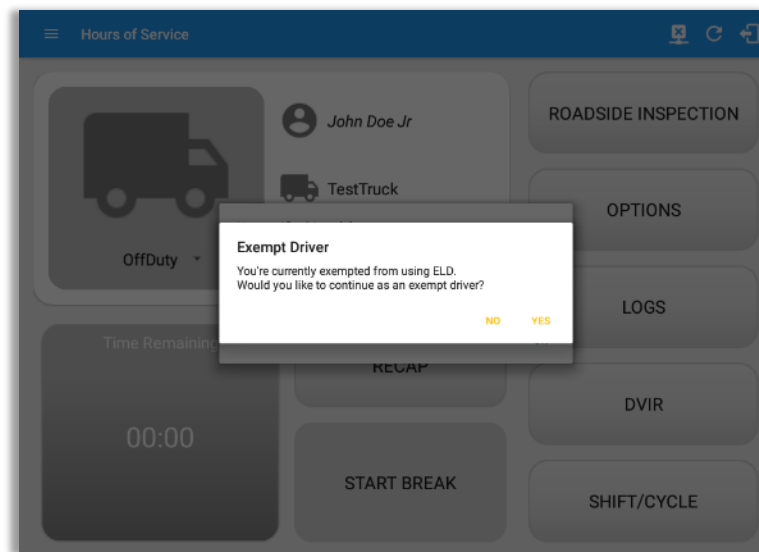 Hours of Service
John Doe Jr
TestTruck
OffDuty
ROADSIDE INSPECTION
OPTIONS
LOGS
DVIR
SHIFT/CYCLE
Exempt Driver
You're currently exempted from using ELD.
Would you like to continue as an exempt driver?
NO YES
Time Remaining
00:00
RECAP
START BREAK